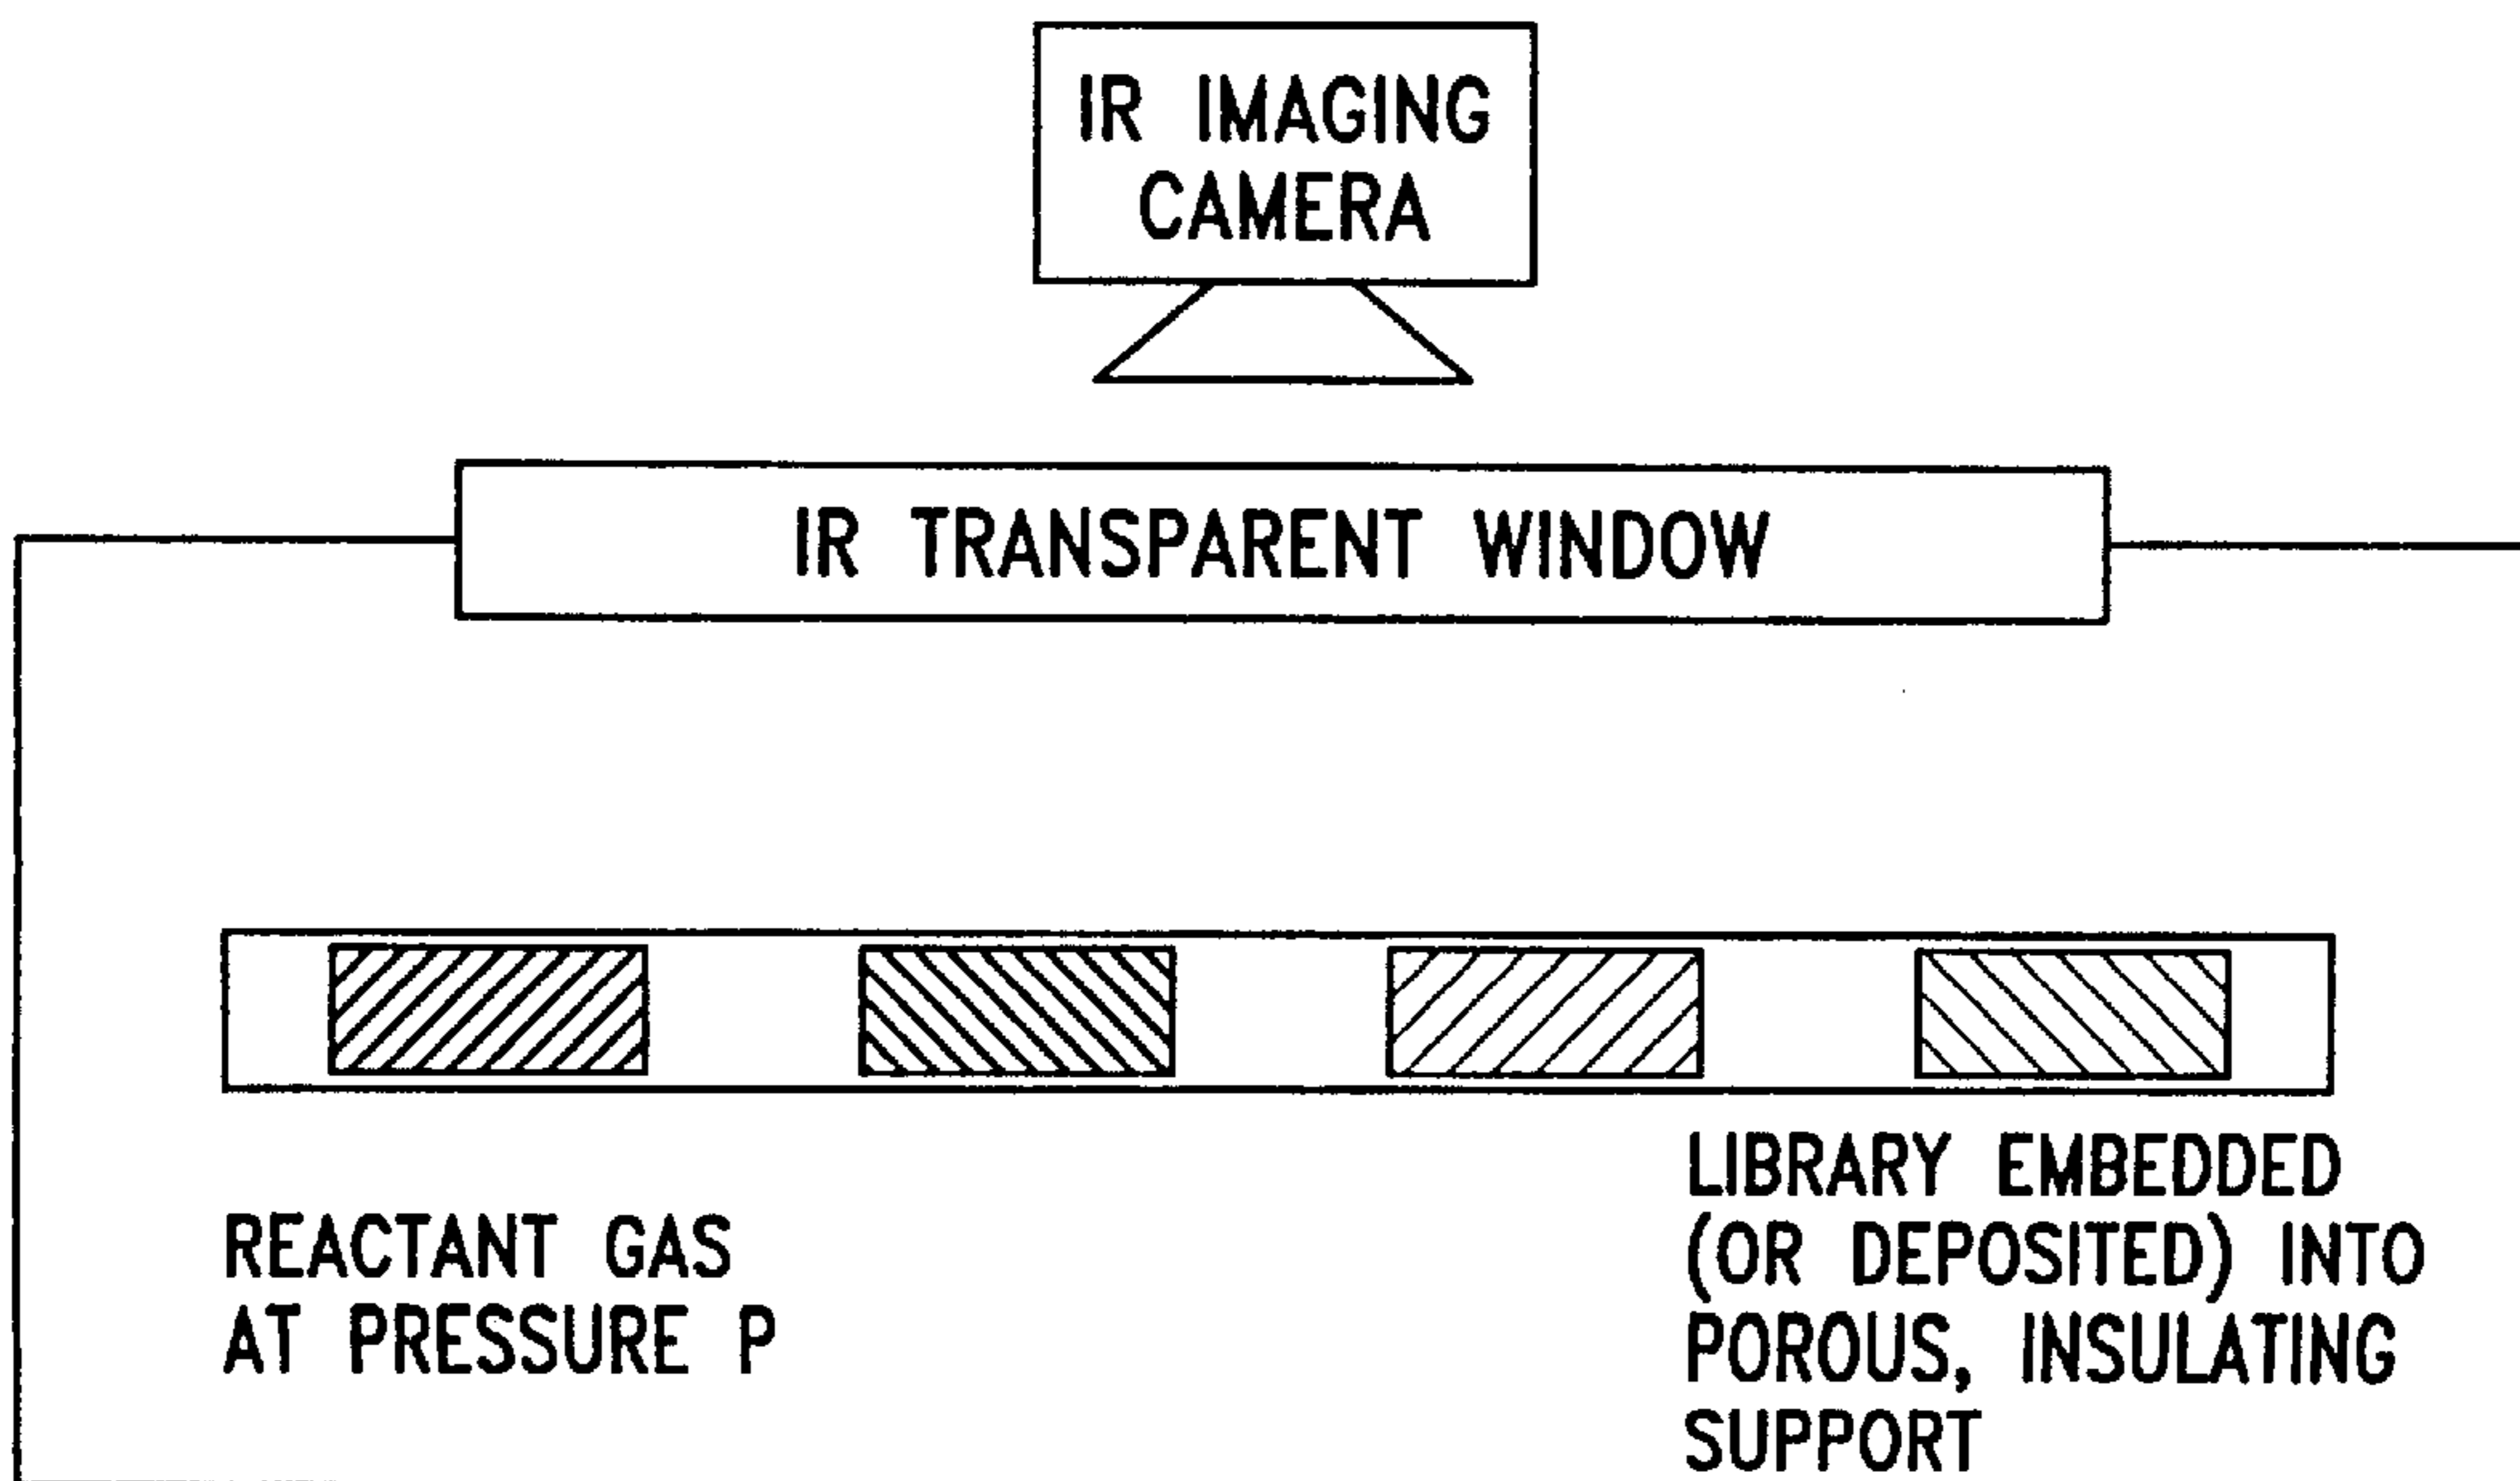 IR IMAGING
CAMERA
IR TRANSPARENT WINDOW
REACTANT GAS
AT PRESSURE P
LIBRARY EMBEDDED
(OR DEPOSITED) INTO
POROUS, INSULATING
SUPPORT